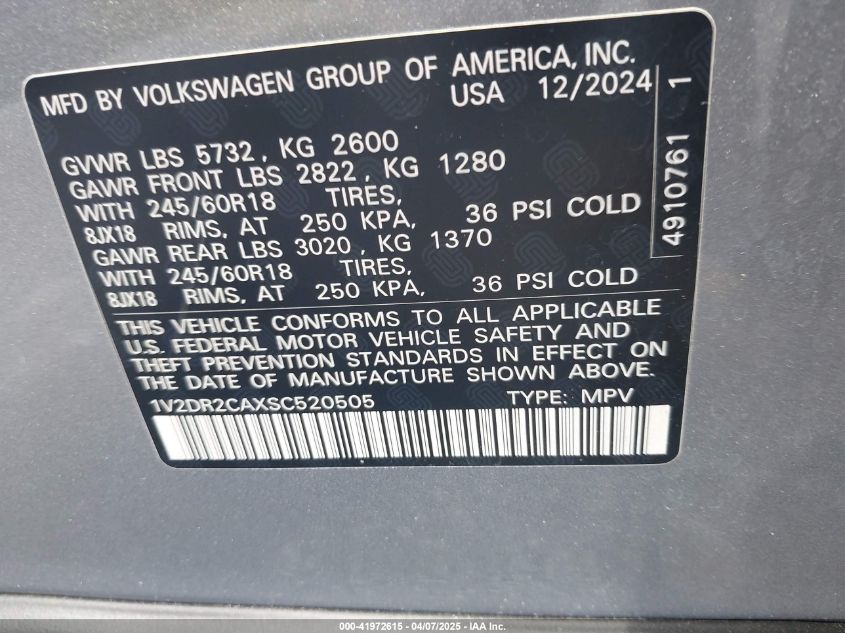 MFD BY VOLKSWAGEN GROUP OF AMERICA, INC.
USA 12/2024
GVWR LBS 5732, KG 2600
GAWR FRONT LBS 2822, KG 1280
WITH 245/60R18 TIRES,
8JX18 RIMS, AT 250 KPA, 36 PSI COLD
GAWR REAR LBS 3020, KG 1370
WITH 245/60R18 TIRES,
8JX18 RIMS, AT 250 KPA, 36 PSI COLD
4910761 1
THIS VEHICLE CONFORMS TO ALL APPLICABLE
U.S. FEDERAL MOTOR VEHICLE SAFETY AND
THEFT PREVENTION STANDARDS IN EFFECT ON
THE DATE OF MANUFACTURE SHOWN ABOVE.
1V2DR2CAXSC520505 TYPE: MPV
000-41972615 - 04/07/2025 - IAA Inc.